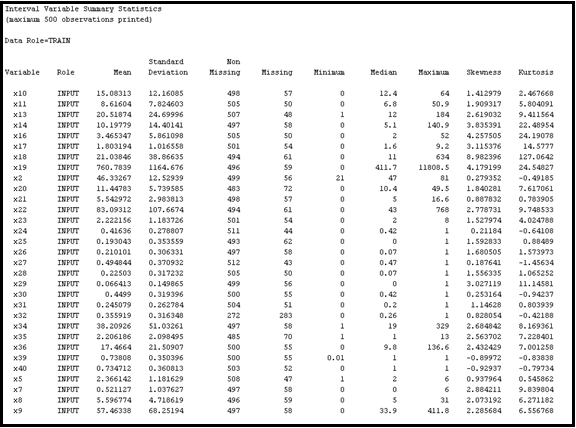 Interval Variable Summary Statistics
(maximum 500 observations printed)
Data Role=TRAIN
Standard Non
Variable Role Mean Deviation Missing Missing Minimum Median Maximum Skewness Kurtosis
x10 INPUT 15.08313 12.16085 498 57 0 12.4 64 1.412979 2.467668
x11 INPUT 8.61604 7.824603 505 50 0 6.8 50.9 1.909317 5.804091
x13 INPUT 20.51874 24.69996 507 48 1 12 184 2.619032 9.411564
x14 INPUT 10.19779 14.40141 497 58 0 5.1 140.9 3.835391 22.48954
x16 INPUT 3.465347 5.861098 505 50 0 2 52 4.257505 24.19078
x17 INPUT 1.803194 1.016558 501 54 0 1.6 9.2 3.115376 14.5777
x18 INPUT 21.03846 38.86635 494 61 0 11 634 8.982396 127.0642
x19 INPUT 760.7839 1164.676 496 59 0 411.7 11808.5 4.179199 24.54827
x2 INPUT 46.33267 12.52939 499 56 21 47 81 0.279352 -0.49185
x20 INPUT 11.44783 5.739585 483 72 0 10.4 49.5 1.840281 7.617061
x21 INPUT 5.542972 2.983813 498 57 0 5 16.6 0.887832 0.783905
x22 INPUT 83.09312 107.6674 494 61 0 43 768 2.778731 9.748533
x23 INPUT 2.222156 1.183726 501 54 0 2 8 1.527974 4.024788
x24 INPUT 0.41636 0.278807 511 44 0 0.42 1 0.21184 -0.64108
x25 INPUT 0.193043 0.353559 493 62 0 0 1 1.592833 0.88489
x26 INPUT 0.210101 0.306331 497 58 0 0.07 1 1.680505 1.573973
x27 INPUT 0.494844 0.370932 512 43 0 0.47 1 0.187641 -1.45634
x28 INPUT 0.22503 0.317232 505 50 0 0.07 1 1.556335 1.065252
x29 INPUT 0.066413 0.149865 499 56 0 0 1 3.027119 11.14581
x30 INPUT 0.4499 0.319396 500 55 0 0.42 1 0.253164 -0.94237
x31 INPUT 0.245079 0.262784 504 51 0 0.2 1 1.14628 0.803939
x32 INPUT 0.355919 0.316348 272 283 0 0.26 1 0.828054 -0.42188
x34 INPUT 38.20926 51.03261 497 58 1 19 329 2.684842 8.169361
x35 INPUT 2.206186 2.098495 485 70 1 1 13 2.563702 7.228401
x36 INPUT 17.4664 21.50907 500 55 0 9.8 136.6 2.432429 7.001258
x39 INPUT 0.73808 0.350396 500 55 0.01 1 1 -0.89972 -0.83838
x40 INPUT 0.734712 0.360813 503 52 0 1 1 -0.92937 -0.79734
x5 INPUT 2.366142 1.181629 508 47 1 2 6 0.937964 0.545862
x7 INPUT 0.521127 1.037627 497 58 0 0 6 2.884211 9.839804
x8 INPUT 5.596774 4.718619 496 59 0 5 31 2.073192 6.271182
x9 INPUT 57.46338 68.25194 497 58 0 33.9 411.8 2.285684 6.556768